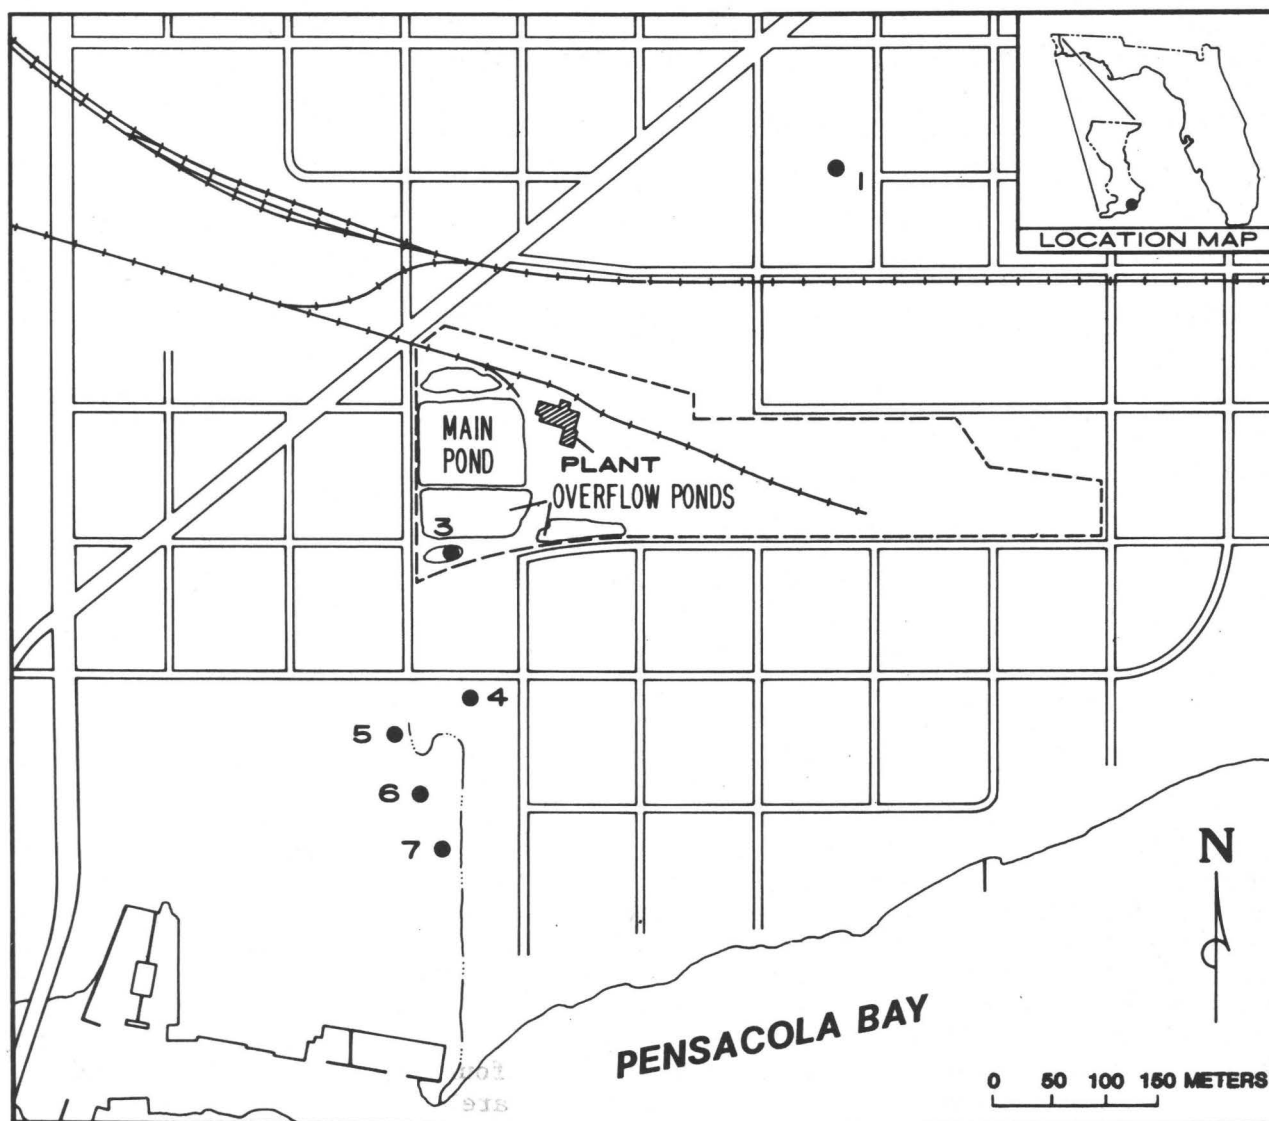 1
LOCATION MAP
MAIN
POND
PLANT
OVERFLOW PONDS
3
4
5
6
7
N
PENSACOLA BAY
0 50 100 150 METERS